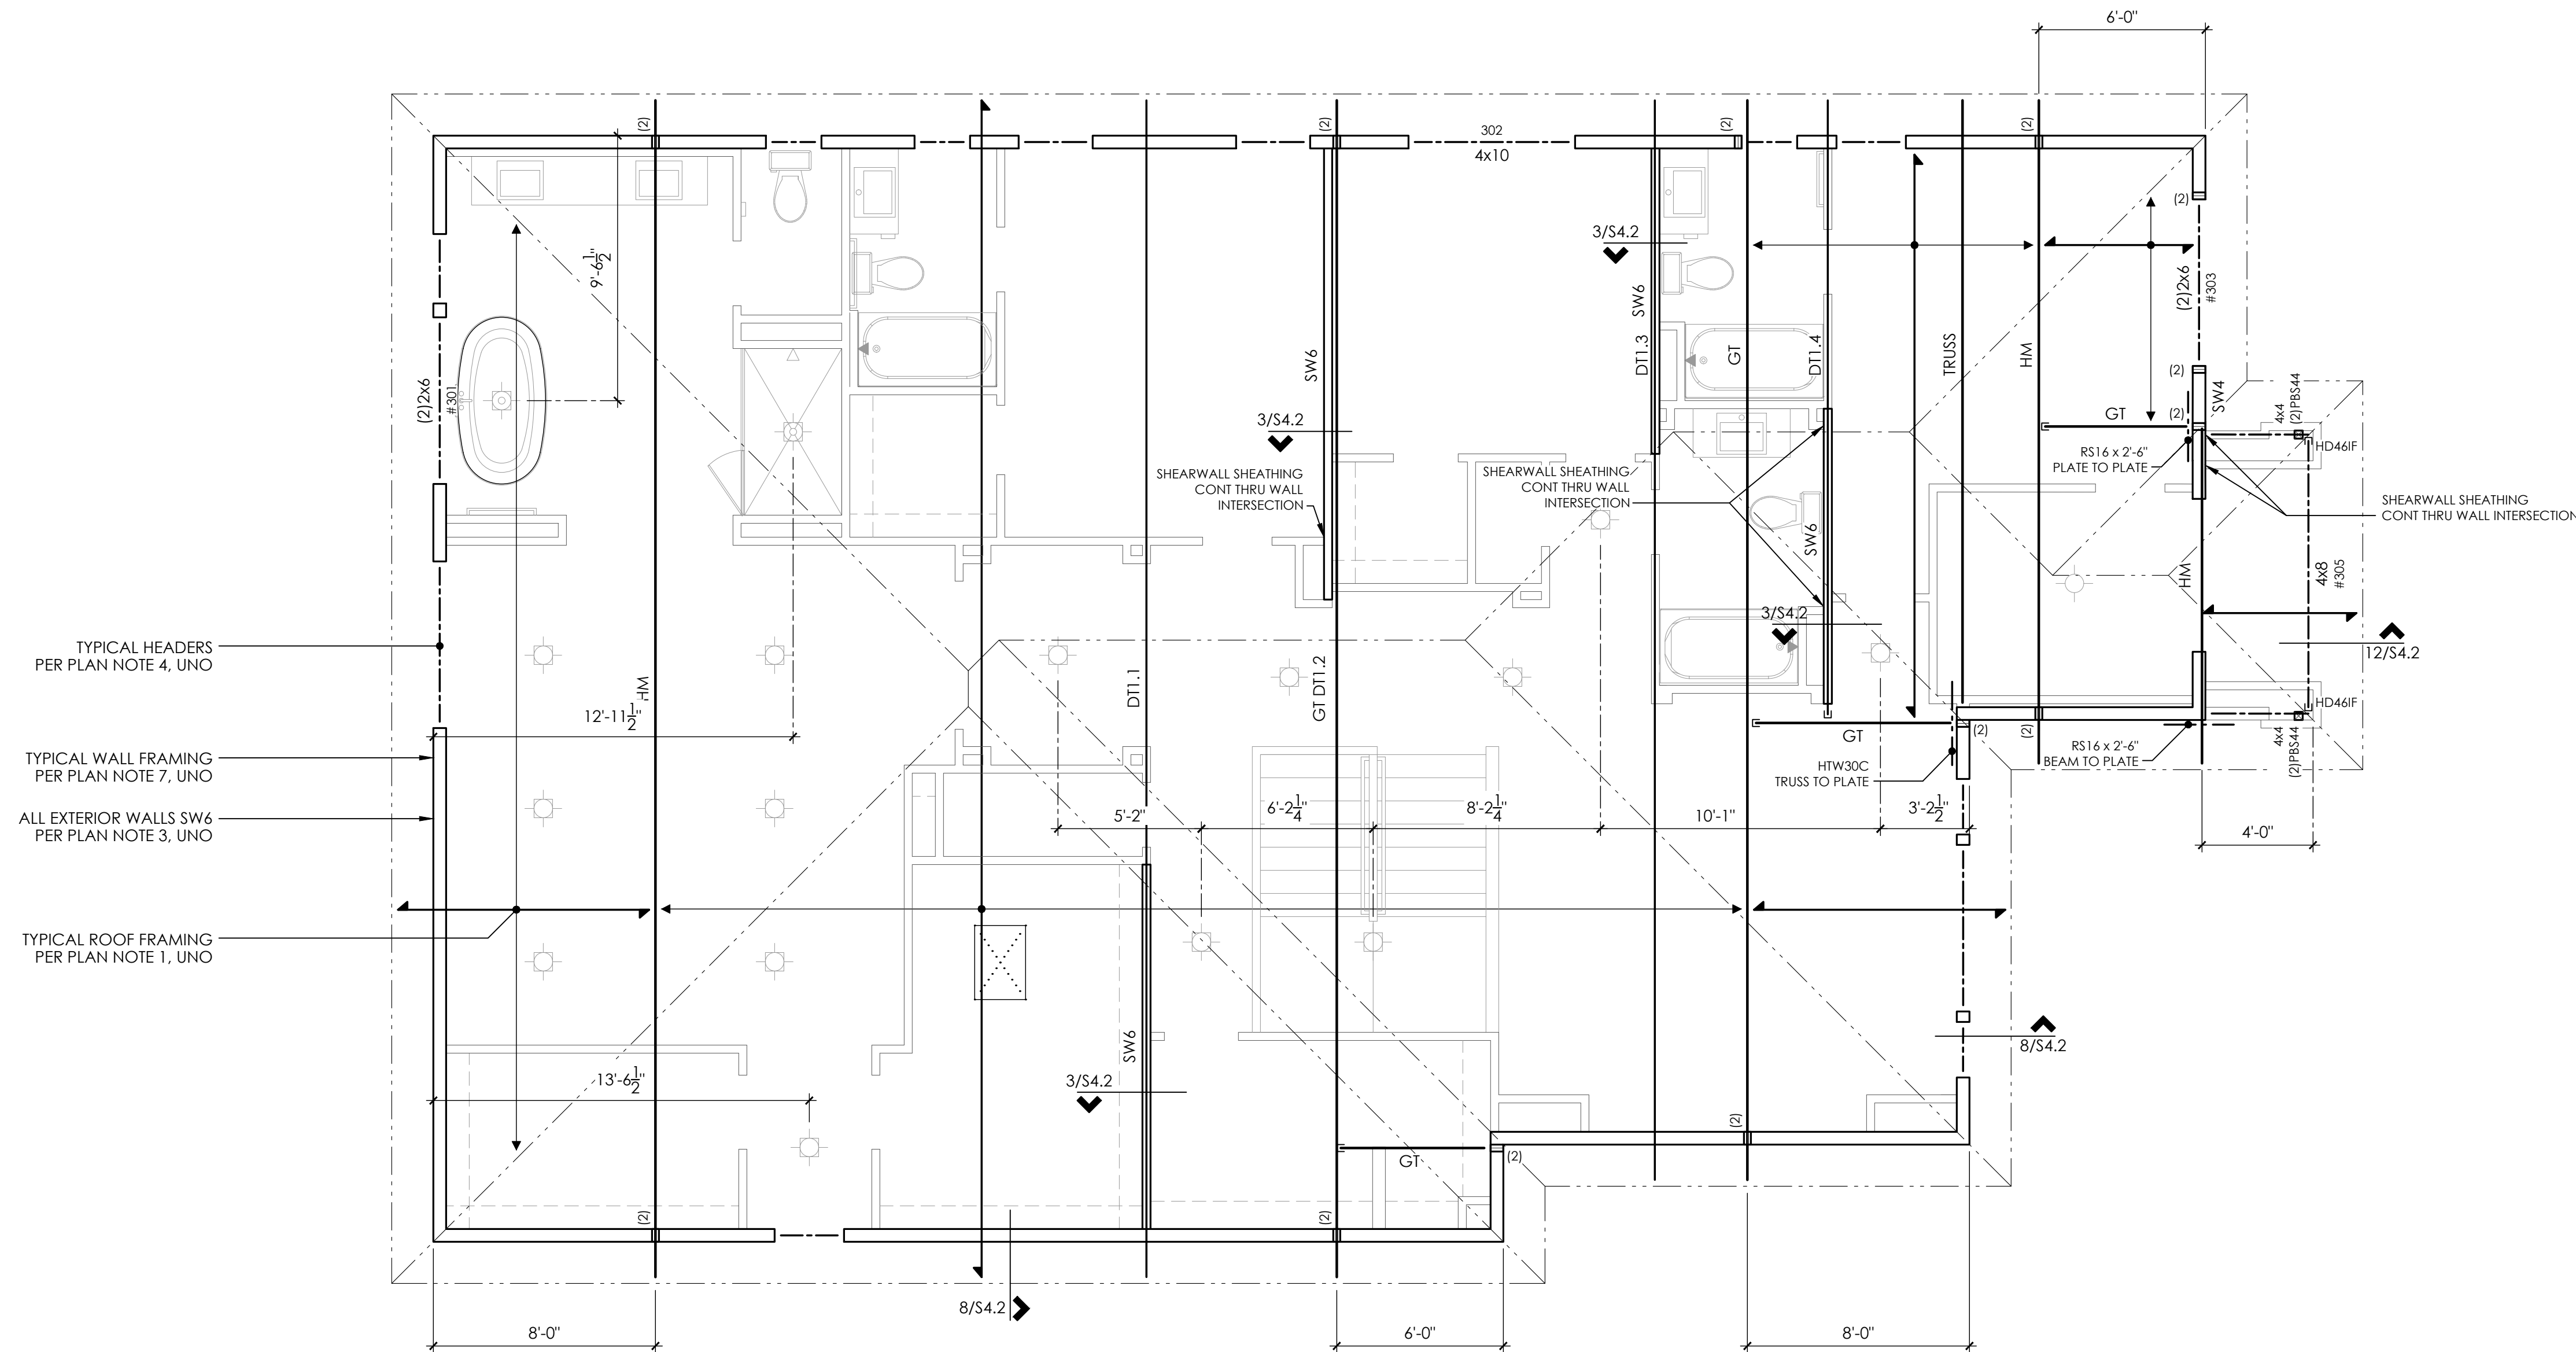 6'-0"
(2)
(2)
(2)
(2)
302
4x10
9'-6 1/2"
(2)2x6
#301
3/S4.2
SW6
SW6
DT1.3
GT
DT1.4
TRUSS
HM
(2)
(2)2x6
#303
(2)
SW4
(2)
GT
4x4
(2)PBS44
HD46IF
RS16 x 2'-6"
PLATE TO PLATE
3/S4.2
SHEARWALL SHEATHING
CONT THRU WALL
INTERSECTION
SHEARWALL SHEATHING
CONT THRU WALL
INTERSECTION
SHEARWALL SHEATHING
CONT THRU WALL INTERSECTION
SW6
HM
4x8
#305
3/S4.2
12/S4.2
TYPICAL HEADERS
PER PLAN NOTE 4, UNO
HM
12'-11 1/2"
DT1.1
GT DT1.2
GT
(2)
(2)
HD46IF
4x4
(2)PBS44
RS16 x 2'-6"
BEAM TO PLATE
HTW30C
TRUSS TO PLATE
TYPICAL WALL FRAMING
PER PLAN NOTE 7, UNO
ALL EXTERIOR WALLS SW6
PER PLAN NOTE 3, UNO
5'-2"
6'-2 1/4"
8'-2 1/4"
10'-1"
3'-2 1/2"
4'-0"
TYPICAL ROOF FRAMING
PER PLAN NOTE 1, UNO
SW6
8/S4.2
13'-6 1/2"
3/S4.2
(2)
GT
(2)
(2)
(2)
8/S4.2
8'-0"
6'-0"
8'-0"